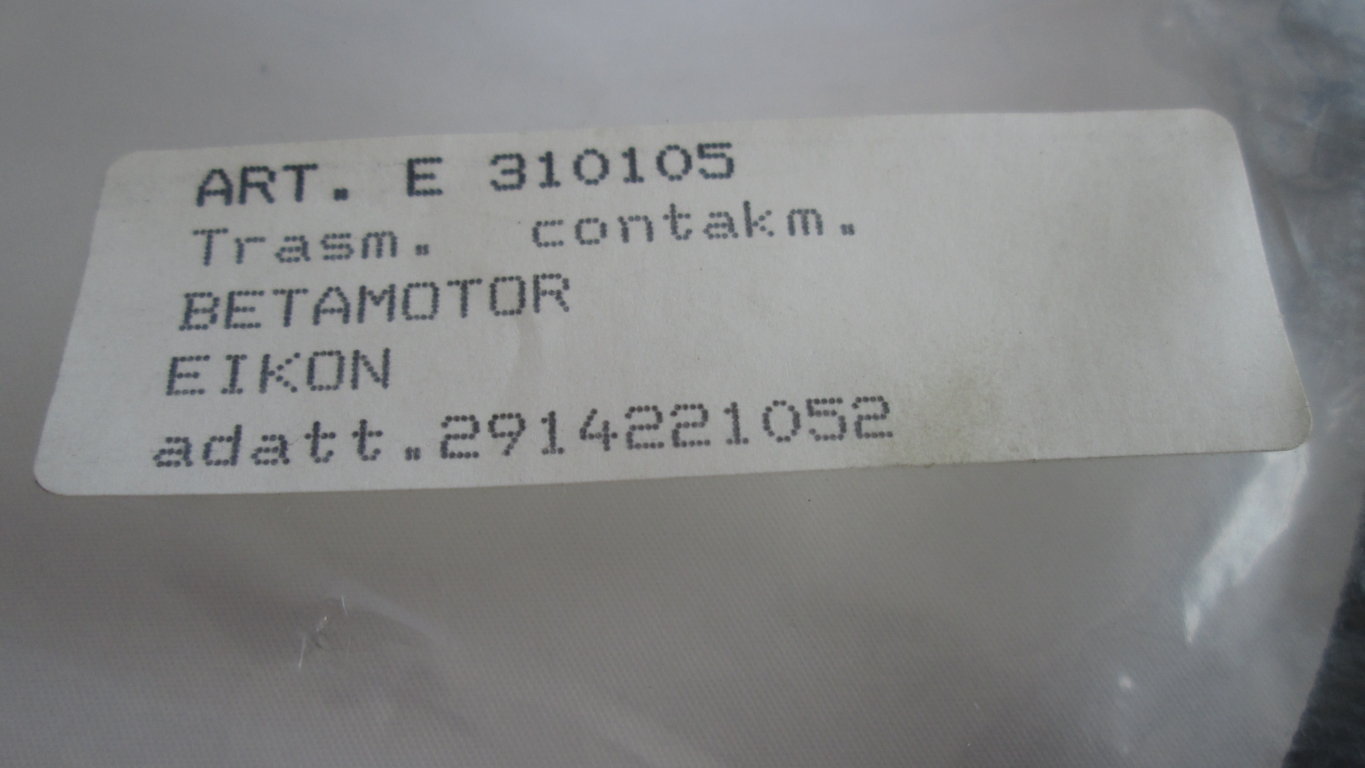 ART. E 310105
Trasm. contakm.
BETAMOTOR
EIKON
adatt.2914221052